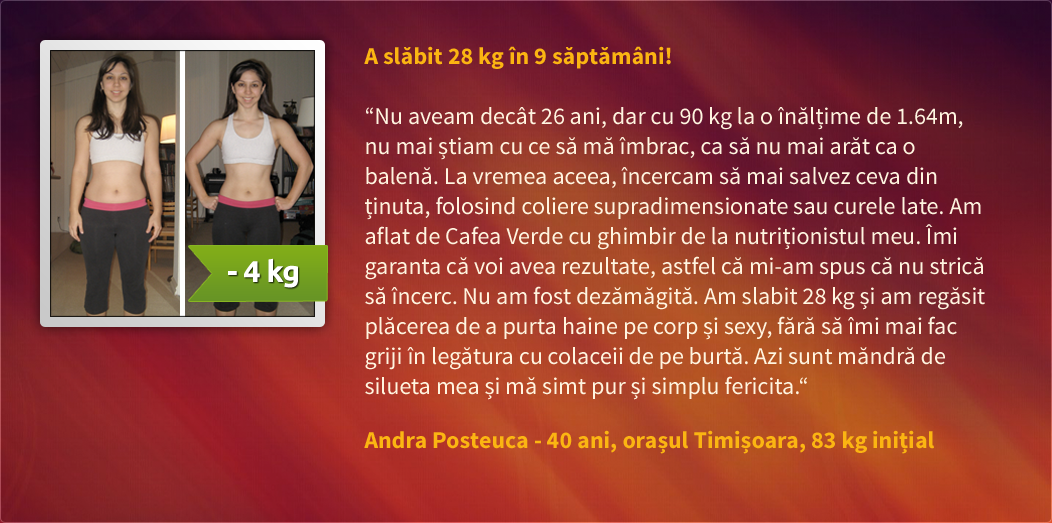 A slăbit 28 kg în 9 săptămâni!
“Nu aveam decât 26 ani, dar cu 90 kg la o înălțime de 1.64m,
nu mai știam cu ce să mă îmbrac, ca să nu mai arăt ca o
balenă. La vremea aceea, încercam să mai salvez ceva din
ținuta, folosind coliere supradimensionate sau curele late. Am
aflat de Cafea Verde cu ghimbir de la nutriționistul meu. Îmi
garanta că voi avea rezultate, astfel că mi-am spus că nu strică
să încerc. Nu am fost dezămăgită. Am slabit 28 kg și am regăsit
plăcerea de a purta haine pe corp și sexy, fără să îmi mai fac
griji în legătura cu colaceii de pe burtă. Azi sunt măndră de
silueta mea și mă simt pur și simplu fericita.“
Andra Posteuca - 40 ani, orașul Timișoara, 83 kg inițial
- 4 kg